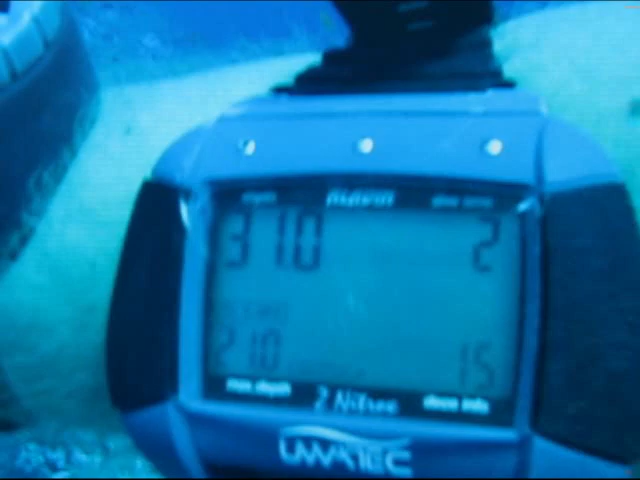 depth dive time
31.0 2
21.0 15
max.depth deco info
2 Nitrox
UWATEC